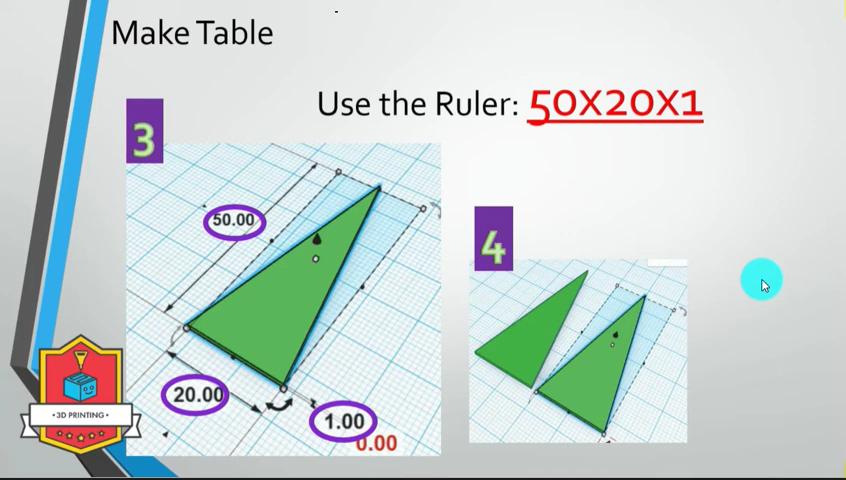 Make Table
Use the Ruler: 50X20X1
3
50.00
20.00
1.00
0.00
4
• 3D PRINTING •